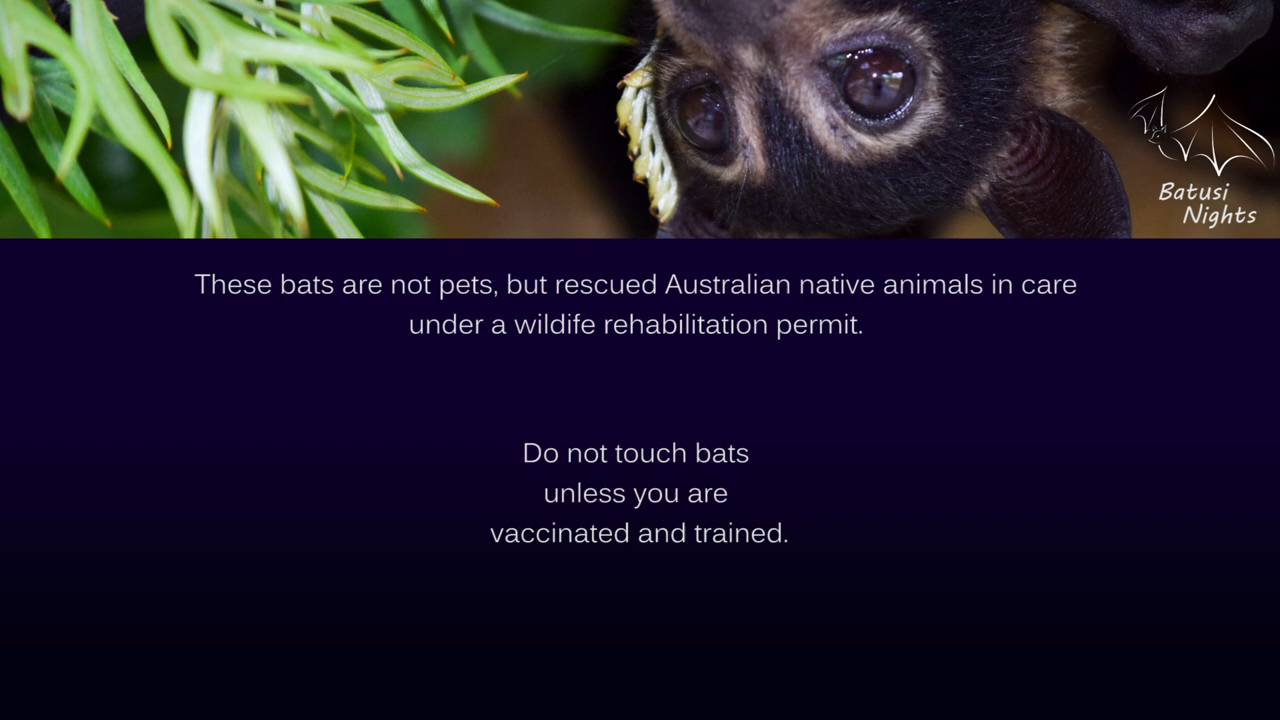 Batusi
Nights
These bats are not pets, but rescued Australian native animals in care
under a wildife rehabilitation permit.
Do not touch bats
unless you are
vaccinated and trained.